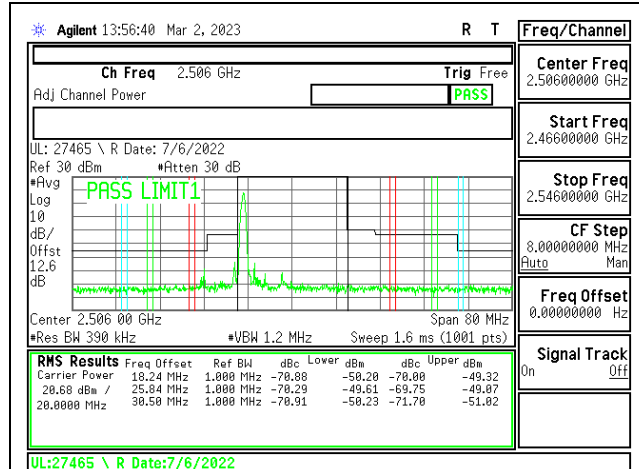 Agilent 13:56:40 Mar 2, 2023 R T
Freq/Channel
Ch Freq 2.506 GHz Trig Free
Adj Channel Power PASS
UL: 27465 \ R Date: 7/6/2022
Ref 30 dBm #Atten 30 dB
#Avg
Log
10
dB/
Offst
12.6
dB
PASS LIMIT1
Center 2.506 00 GHz Span 80 MHz
#Res BW 390 kHz #VBW 1.2 MHz Sweep 1.6 ms (1001 pts)
RMS Results Freq Offset Ref BW dBc Lower dBm dBc Upper dBm
Carrier Power 18.24 MHz 1.000 MHz -70.88 -50.20 -70.00 -49.32
20.68 dBm / 25.84 MHz 1.000 MHz -70.29 -49.61 -69.75 -49.07
20.0000 MHz 30.50 MHz 1.000 MHz -70.91 -50.23 -71.70 -51.02
UL:27465 \ R Date:7/6/2022
Center Freq
2.50600000 GHz
Start Freq
2.46600000 GHz
Stop Freq
2.54600000 GHz
CF Step
8.00000000 MHz
Auto Man
Freq Offset
0.00000000 Hz
Signal Track
On Off